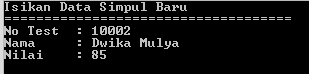 Isikan Data Simpul Baru
===================================
No Test  : 10002
Nama     : Dwika Mulya
Nilai    : 85